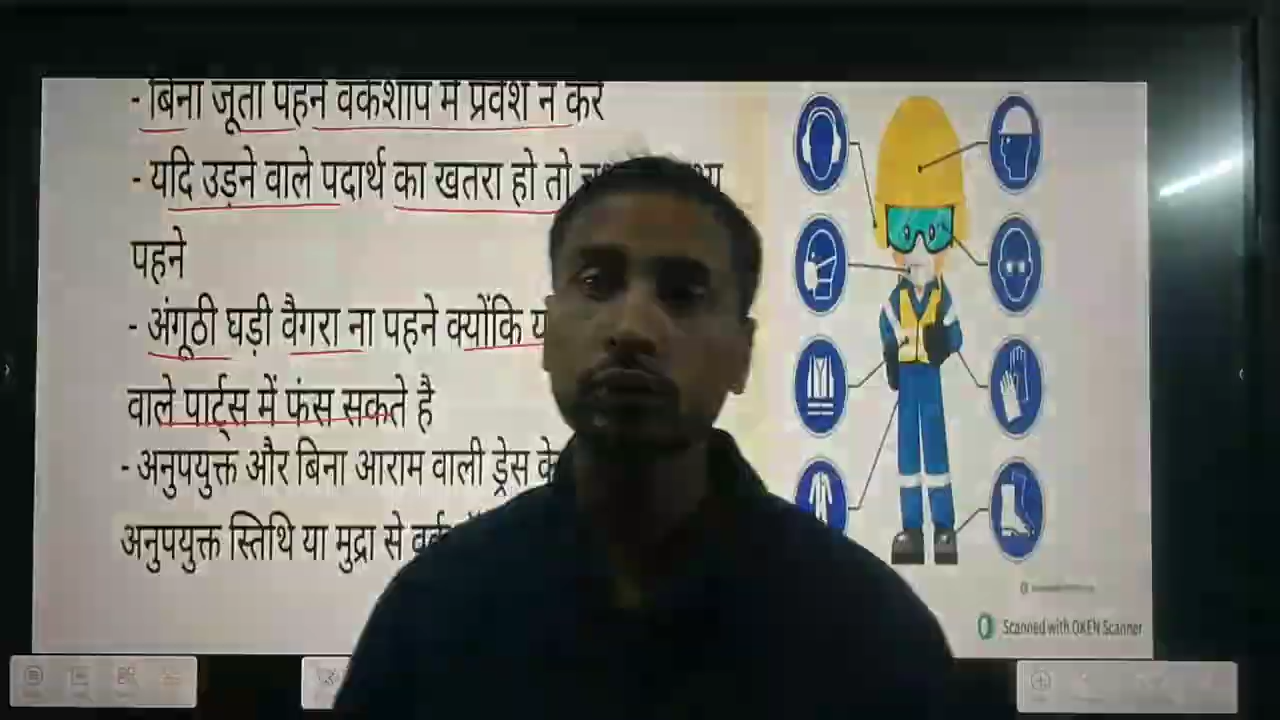 - बिना जूता पहने वर्कशॉप में प्रवेश न करें
- यदि उड़ने वाले पदार्थ का खतरा हो तो
पहने
- अंगूठी घड़ी वैगरा ना पहने क्योंकि
वाले पार्ट्स में फंस सकते है
- अनुपयुक्त और बिना आराम वाली ड्रेस के
अनुपयुक्त स्तिथि या मुद्रा से
Scanned with OKEN Scanner